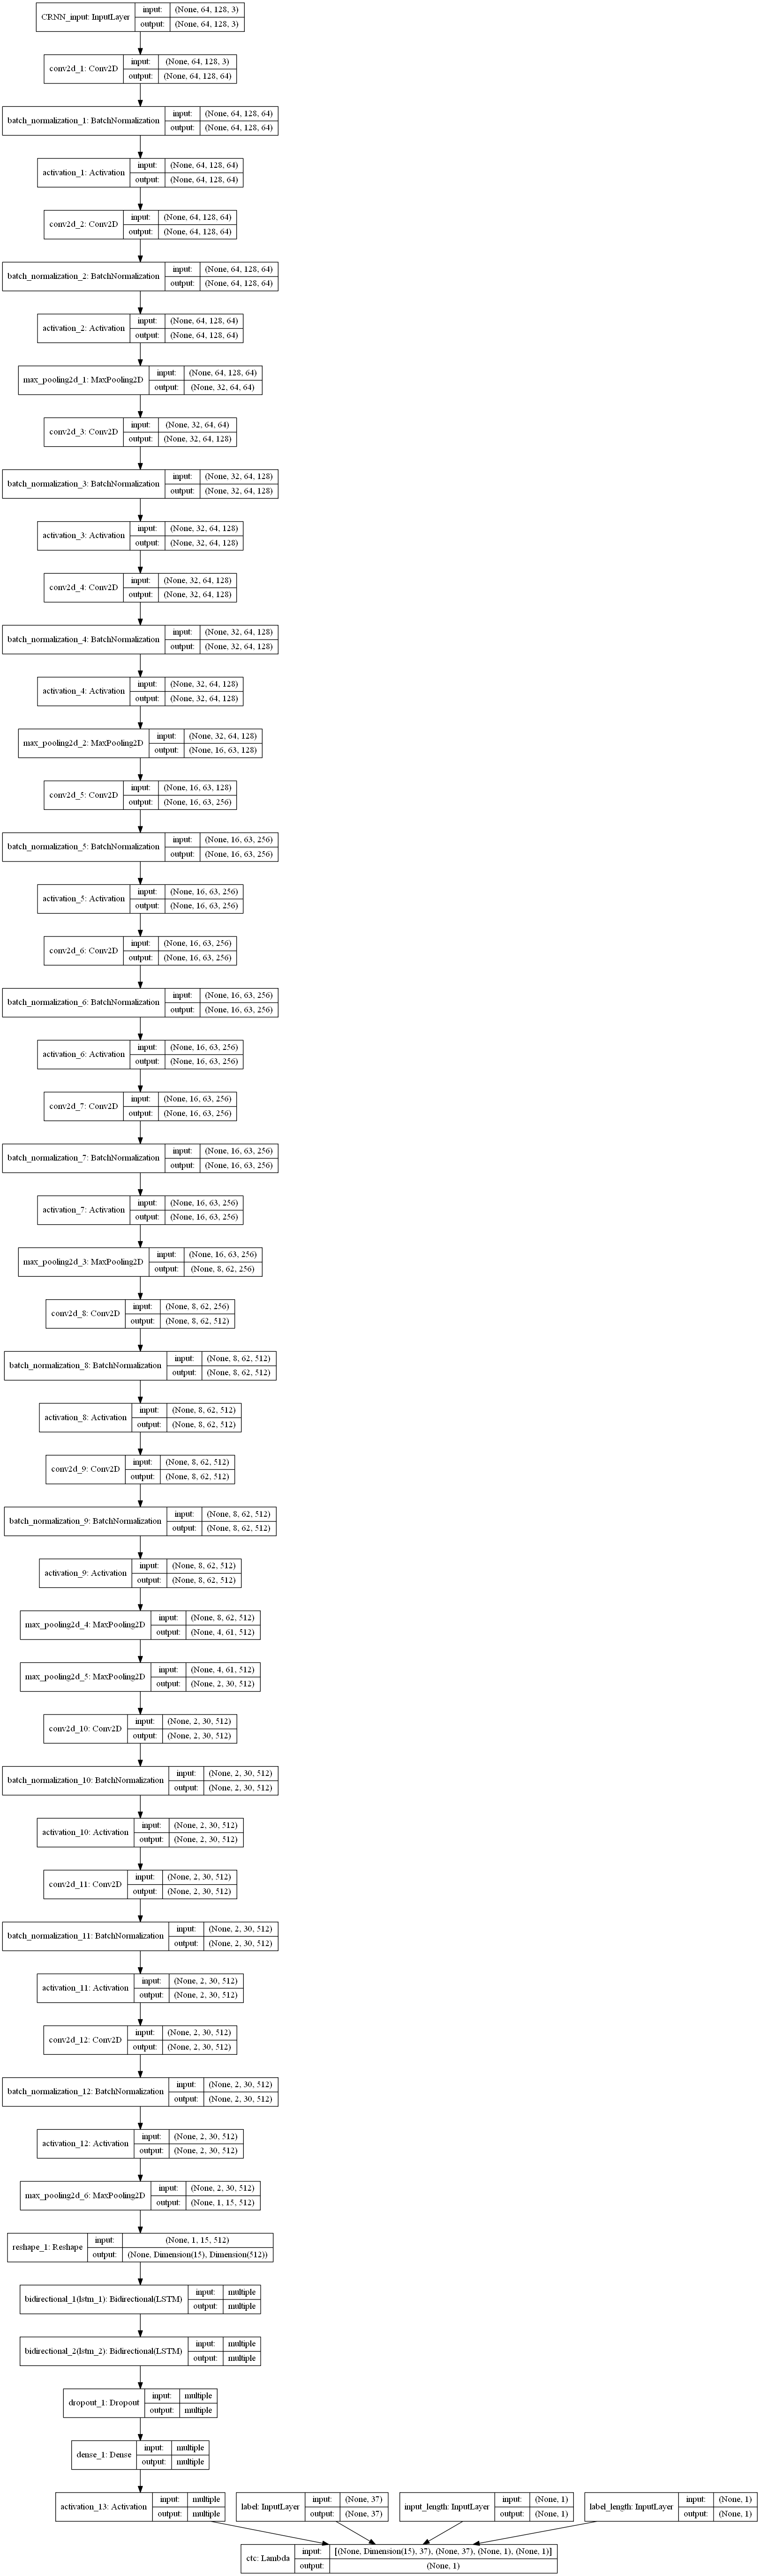 CRNN_input: InputLayer input: (None, 64, 128, 3)
output: (None, 64, 128, 3)
conv2d_1: Conv2D input: (None, 64, 128, 3)
output: (None, 64, 128, 64)
batch_normalization_1: BatchNormalization input: (None, 64, 128, 64)
output: (None, 64, 128, 64)
activation_1: Activation input: (None, 64, 128, 64)
output: (None, 64, 128, 64)
conv2d_2: Conv2D input: (None, 64, 128, 64)
output: (None, 64, 128, 64)
batch_normalization_2: BatchNormalization input: (None, 64, 128, 64)
output: (None, 64, 128, 64)
activation_2: Activation input: (None, 64, 128, 64)
output: (None, 64, 128, 64)
max_pooling2d_1: MaxPooling2D input: (None, 64, 128, 64)
output: (None, 32, 64, 64)
conv2d_3: Conv2D input: (None, 32, 64, 64)
output: (None, 32, 64, 128)
batch_normalization_3: BatchNormalization input: (None, 32, 64, 128)
output: (None, 32, 64, 128)
activation_3: Activation input: (None, 32, 64, 128)
output: (None, 32, 64, 128)
conv2d_4: Conv2D input: (None, 32, 64, 128)
output: (None, 32, 64, 128)
batch_normalization_4: BatchNormalization input: (None, 32, 64, 128)
output: (None, 32, 64, 128)
activation_4: Activation input: (None, 32, 64, 128)
output: (None, 32, 64, 128)
max_pooling2d_2: MaxPooling2D input: (None, 32, 64, 128)
output: (None, 16, 63, 128)
conv2d_5: Conv2D input: (None, 16, 63, 128)
output: (None, 16, 63, 256)
batch_normalization_5: BatchNormalization input: (None, 16, 63, 256)
output: (None, 16, 63, 256)
activation_5: Activation input: (None, 16, 63, 256)
output: (None, 16, 63, 256)
conv2d_6: Conv2D input: (None, 16, 63, 256)
output: (None, 16, 63, 256)
batch_normalization_6: BatchNormalization input: (None, 16, 63, 256)
output: (None, 16, 63, 256)
activation_6: Activation input: (None, 16, 63, 256)
output: (None, 16, 63, 256)
conv2d_7: Conv2D input: (None, 16, 63, 256)
output: (None, 16, 63, 256)
batch_normalization_7: BatchNormalization input: (None, 16, 63, 256)
output: (None, 16, 63, 256)
activation_7: Activation input: (None, 16, 63, 256)
output: (None, 16, 63, 256)
max_pooling2d_3: MaxPooling2D input: (None, 16, 63, 256)
output: (None, 8, 62, 256)
conv2d_8: Conv2D input: (None, 8, 62, 256)
output: (None, 8, 62, 512)
batch_normalization_8: BatchNormalization input: (None, 8, 62, 512)
output: (None, 8, 62, 512)
activation_8: Activation input: (None, 8, 62, 512)
output: (None, 8, 62, 512)
conv2d_9: Conv2D input: (None, 8, 62, 512)
output: (None, 8, 62, 512)
batch_normalization_9: BatchNormalization input: (None, 8, 62, 512)
output: (None, 8, 62, 512)
activation_9: Activation input: (None, 8, 62, 512)
output: (None, 8, 62, 512)
max_pooling2d_4: MaxPooling2D input: (None, 8, 62, 512)
output: (None, 4, 61, 512)
max_pooling2d_5: MaxPooling2D input: (None, 4, 61, 512)
output: (None, 2, 30, 512)
conv2d_10: Conv2D input: (None, 2, 30, 512)
output: (None, 2, 30, 512)
batch_normalization_10: BatchNormalization input: (None, 2, 30, 512)
output: (None, 2, 30, 512)
activation_10: Activation input: (None, 2, 30, 512)
output: (None, 2, 30, 512)
conv2d_11: Conv2D input: (None, 2, 30, 512)
output: (None, 2, 30, 512)
batch_normalization_11: BatchNormalization input: (None, 2, 30, 512)
output: (None, 2, 30, 512)
activation_11: Activation input: (None, 2, 30, 512)
output: (None, 2, 30, 512)
conv2d_12: Conv2D input: (None, 2, 30, 512)
output: (None, 2, 30, 512)
batch_normalization_12: BatchNormalization input: (None, 2, 30, 512)
output: (None, 2, 30, 512)
activation_12: Activation input: (None, 2, 30, 512)
output: (None, 2, 30, 512)
max_pooling2d_6: MaxPooling2D input: (None, 2, 30, 512)
output: (None, 1, 15, 512)
reshape_1: Reshape input: (None, 1, 15, 512)
output: (None, Dimension(15), Dimension(512))
bidirectional_1(lstm_1): Bidirectional(LSTM) input: multiple
output: multiple
bidirectional_2(lstm_2): Bidirectional(LSTM) input: multiple
output: multiple
dropout_1: Dropout input: multiple
output: multiple
dense_1: Dense input: multiple
output: multiple
activation_13: Activation input: multiple
output: multiple
label: InputLayer input: (None, 37)
output: (None, 37)
input_length: InputLayer input: (None, 1)
output: (None, 1)
label_length: InputLayer input: (None, 1)
output: (None, 1)
ctc: Lambda input: [(None, Dimension(15), 37), (None, 37), (None, 1), (None, 1)]
output: (None, 1)